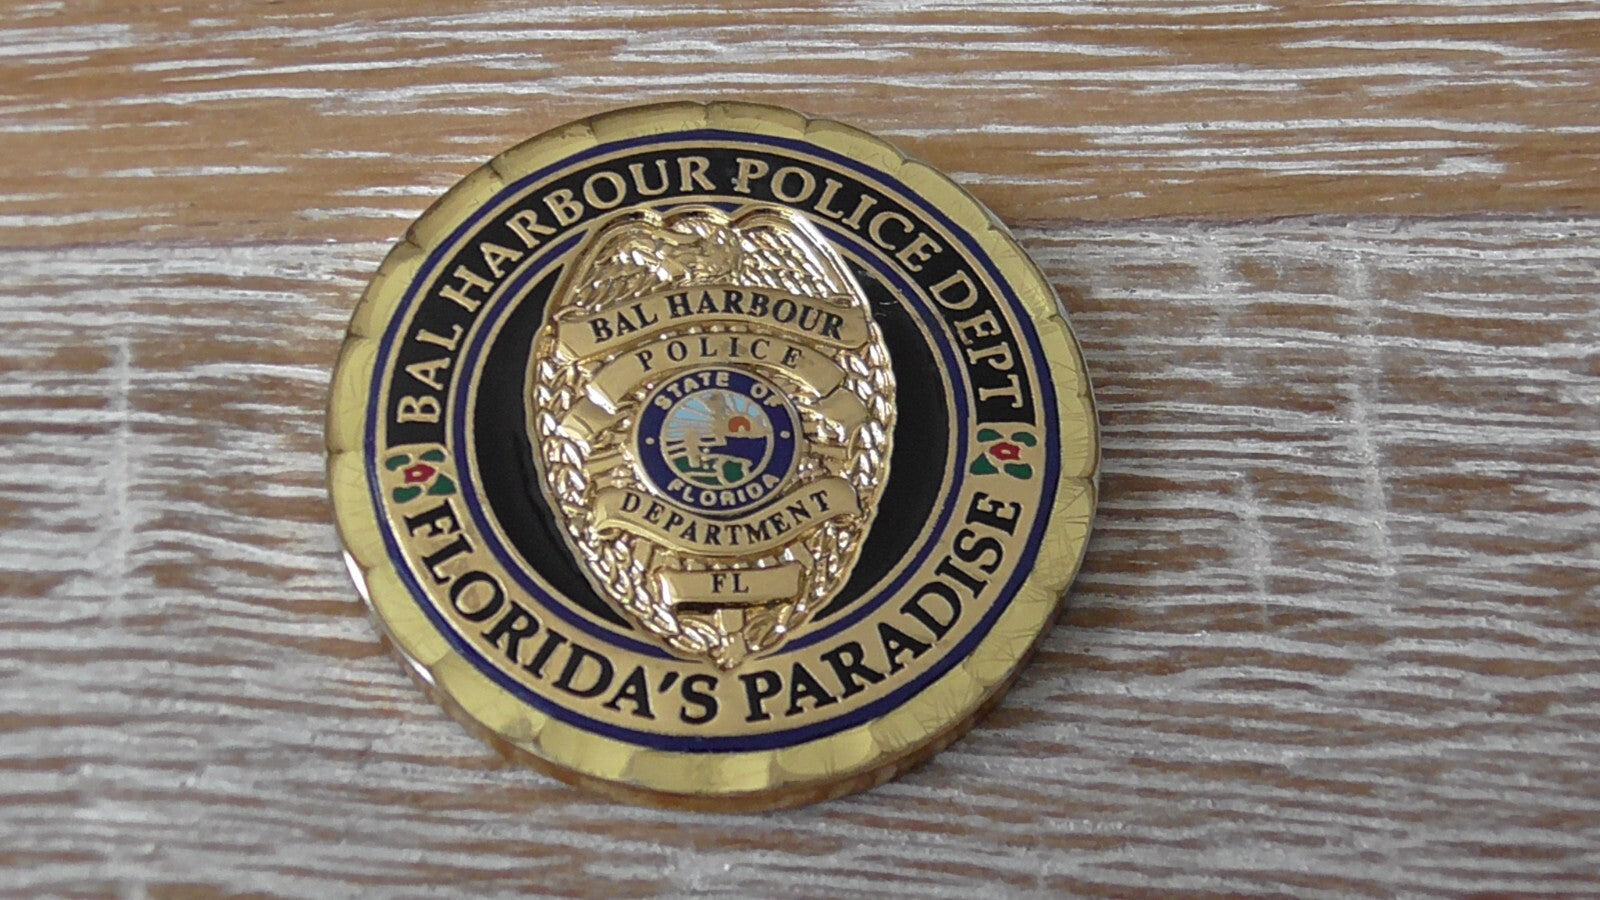 BAL HARBOUR POLICE DEPT
BAL HARBOUR
POLICE
STATE OF
FLORIDA
DEPARTMENT
FL
FLORIDA'S PARADISE